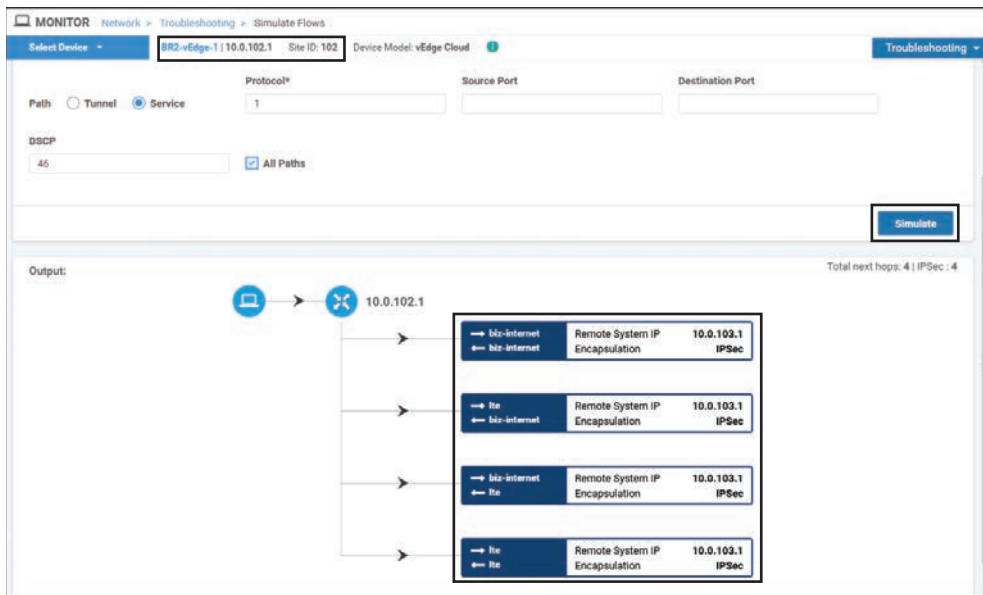 MONITOR Network > Troubleshooting > Simulate Flows
Select Device BR2-vEdge-1 | 10.0.102.1 Site ID: 102 Device Model: vEdge Cloud Troubleshooting
Protocol* Source Port Destination Port
Path Tunnel Service 1
DSCP
46 All Paths
Simulate
Output: Total next hops: 4 | IPSec : 4
10.0.102.1
→ biz-internet Remote System IP 10.0.103.1
← biz-internet Encapsulation IPSec
→ lte Remote System IP 10.0.103.1
← biz-internet Encapsulation IPSec
→ biz-internet Remote System IP 10.0.103.1
← lte Encapsulation IPSec
→ lte Remote System IP 10.0.103.1
← lte Encapsulation IPSec